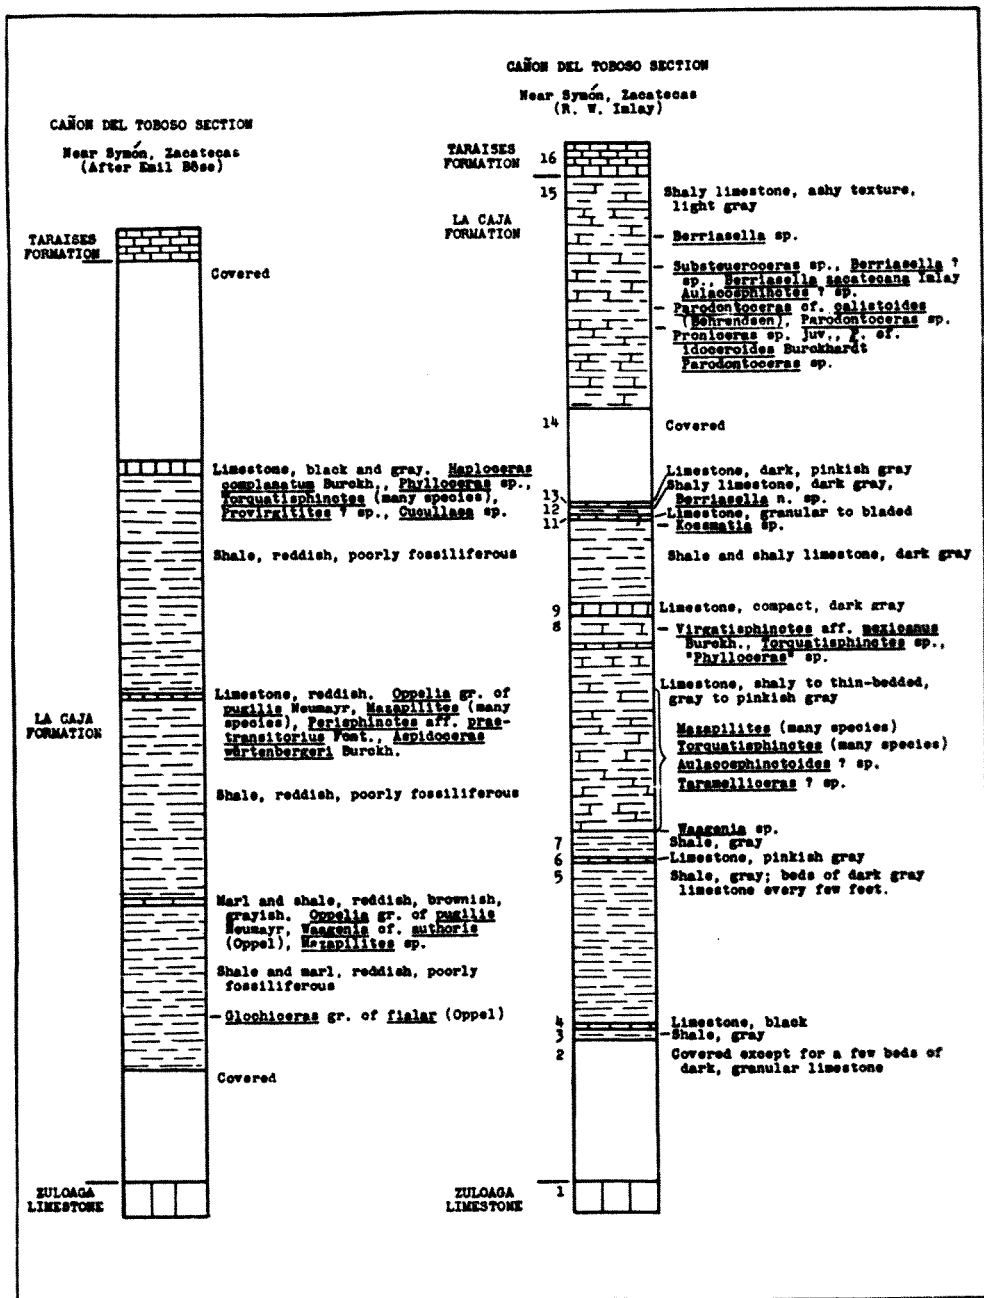 CAÑON DEL TOBOSO SECTION
Near Symón, Zacatecas
(After Emil Böse)
TARAISES
FORMATION
Covered
Limestone, black and gray. Haploceras
complanatum Burckh., Phylloceras sp.,
Torquatisphinctes (many species),
Provirgitites ? sp., Cucullaea sp.
Shale, reddish, poorly fossiliferous
LA CAJA
FORMATION
Limestone, reddish. Oppelia gr. of
pugilis Neumayr, Mazapilites (many
species), Perisphinctes aff. prae-
transitorius Font., Aspidoceras
würtenbergeri Burckh.
Shale, reddish, poorly fossiliferous
Marl and shale, reddish, brownish,
grayish. Oppelia gr. of pugilis
Neumayr, Waagenia cf. authoris
(Oppel), Mazapilites sp.
Shale and marl, reddish, poorly
fossiliferous
Glochiceras gr. of fialar (Oppel)
Covered
ZULOAGA
LIMESTONE
CAÑON DEL TOBOSO SECTION
Near Symón, Zacatecas
(R. W. Imlay)
TARAISES
FORMATION
16
15
Shaly limestone, ashy texture,
light gray
LA CAJA
FORMATION
Berriasella sp.
Substeueroceras sp., Berriasella ?
sp., Berriasella zacatecana Imlay
Aulacosphinctes ? sp.
Parodontoceras cf. calistoides
(Behrendsen), Parodontoceras sp.
Proniceras sp. juv., P. cf.
idoceroides Burckhardt
Parodontoceras sp.
14
Covered
Limestone, dark, pinkish gray
Shaly limestone, dark gray,
Berriasella n. sp.
13
12
Limestone, granular to bladed
11
Kossmatia sp.
Shale and shaly limestone, dark gray
9
Limestone, compact, dark gray
8
Virgatisphinctes aff. mexicanus
Burckh., Torquatisphinctes sp.,
"Phylloceras" sp.
Limestone, shaly to thin-bedded,
gray to pinkish gray
Mazapilites (many species)
Torquatisphinctes (many species)
Aulacosphinctoides ? sp.
Taramelliceras ? sp.
Waagenia sp.
7
Shale, gray
6
Limestone, pinkish gray
5
Shale, gray; beds of dark gray
limestone every few feet.
4
Limestone, black
3
Shale, gray
2
Covered except for a few beds of
dark, granular limestone
ZULOAGA
LIMESTONE
1